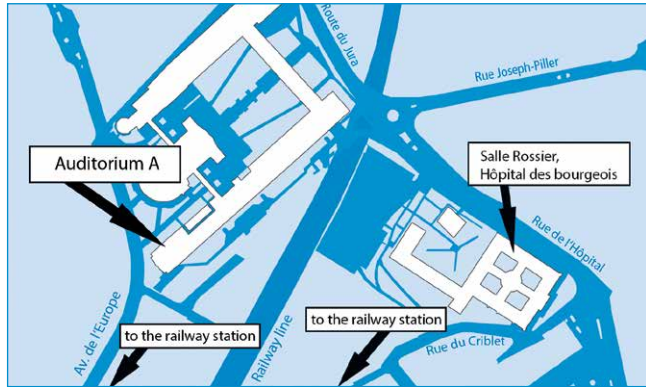 Route du Jura
Rue Joseph-Piller
Auditorium A
Salle Rossier,
Hôpital des bourgeois
Rue de l'Hôpital
Av. de l'Europe
to the railway station
Railway line
to the railway station
Rue du Criblet